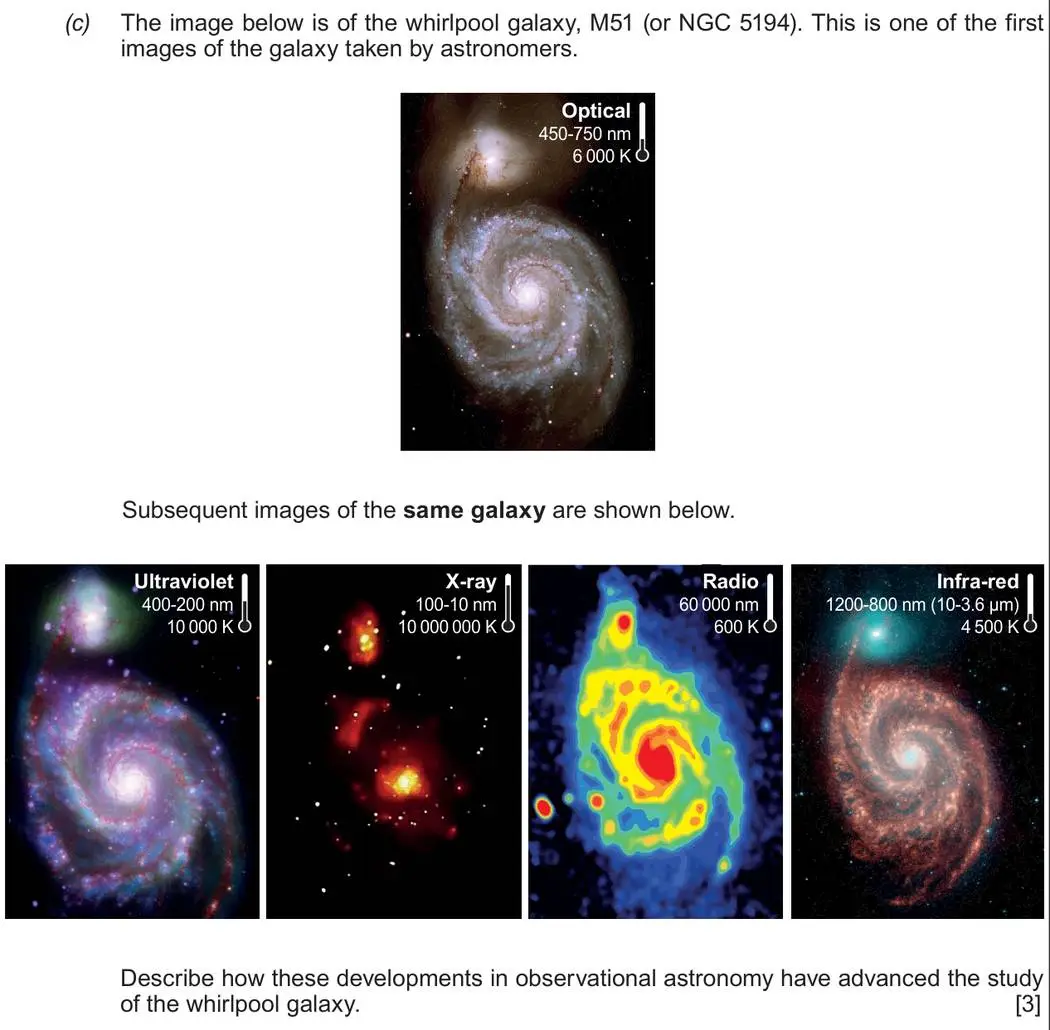 (c) The image below is of the whirlpool galaxy, M51 (or NGC 5194). This is one of the first
images of the galaxy taken by astronomers.
Optical
450-750 nm
6 000 K
Subsequent images of the same galaxy are shown below.
Ultraviolet
400-200 nm
10 000 K
X-ray
100-10 nm
10 000 000 K
Radio
60 000 nm
600 K
Infra-red
1200-800 nm (10-3.6 µm)
4 500 K
Describe how these developments in observational astronomy have advanced the study
of the whirlpool galaxy. [3]